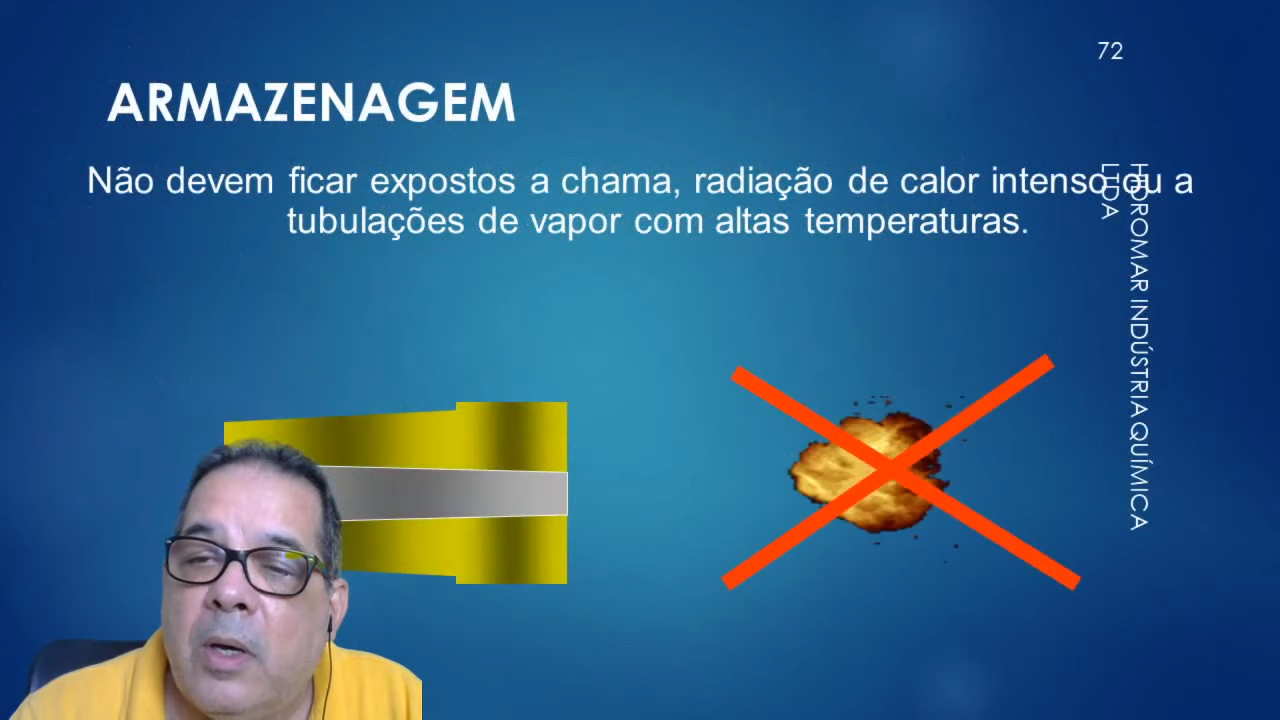 72
ARMAZENAGEM
Não devem ficar expostos a chama, radiação de calor intenso ou a
tubulações de vapor com altas temperaturas.
HIDROMAR INDÚSTRIA QUÍMICA
LTDA